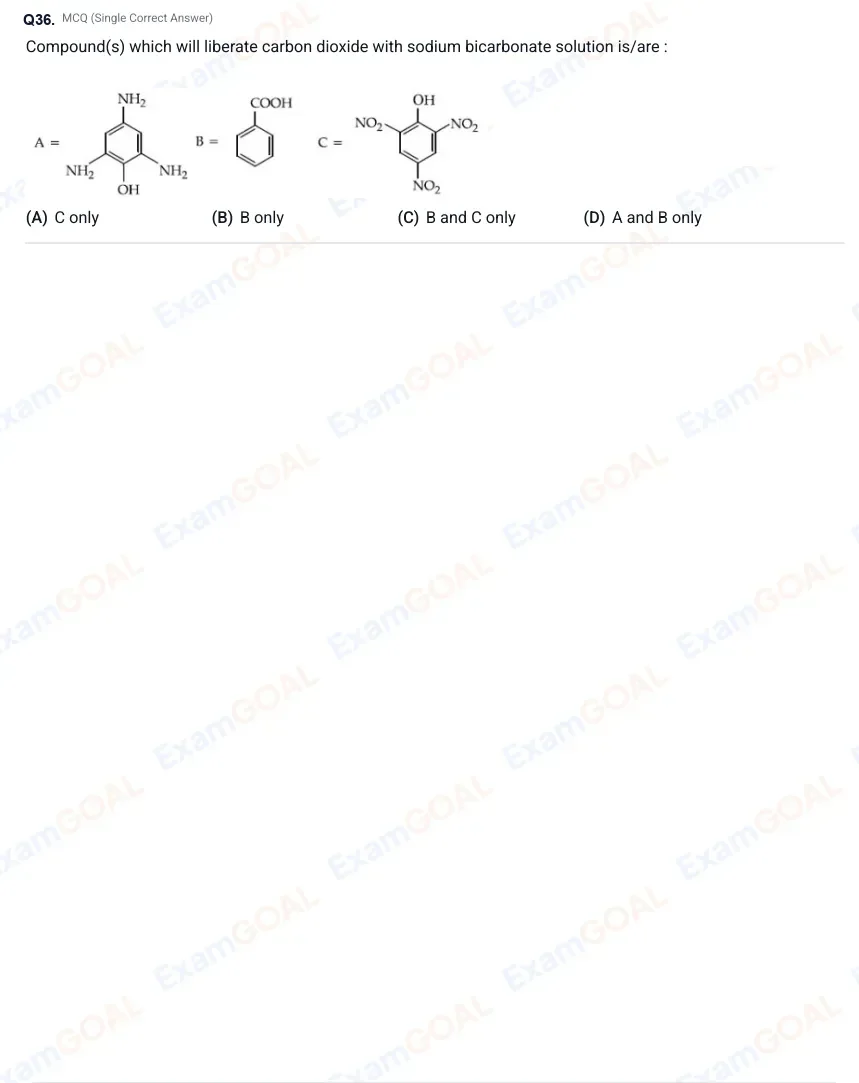 Q36. MCQ (Single Correct Answer)
Compound(s) which will liberate carbon dioxide with sodium bicarbonate solution is/are :
A =
NH₂
NH₂
NH₂
OH
B =
COOH
C =
OH
NO₂
NO₂
NO₂
(A) C only (B) B only (C) B and C only (D) A and B only
ExamGOAL